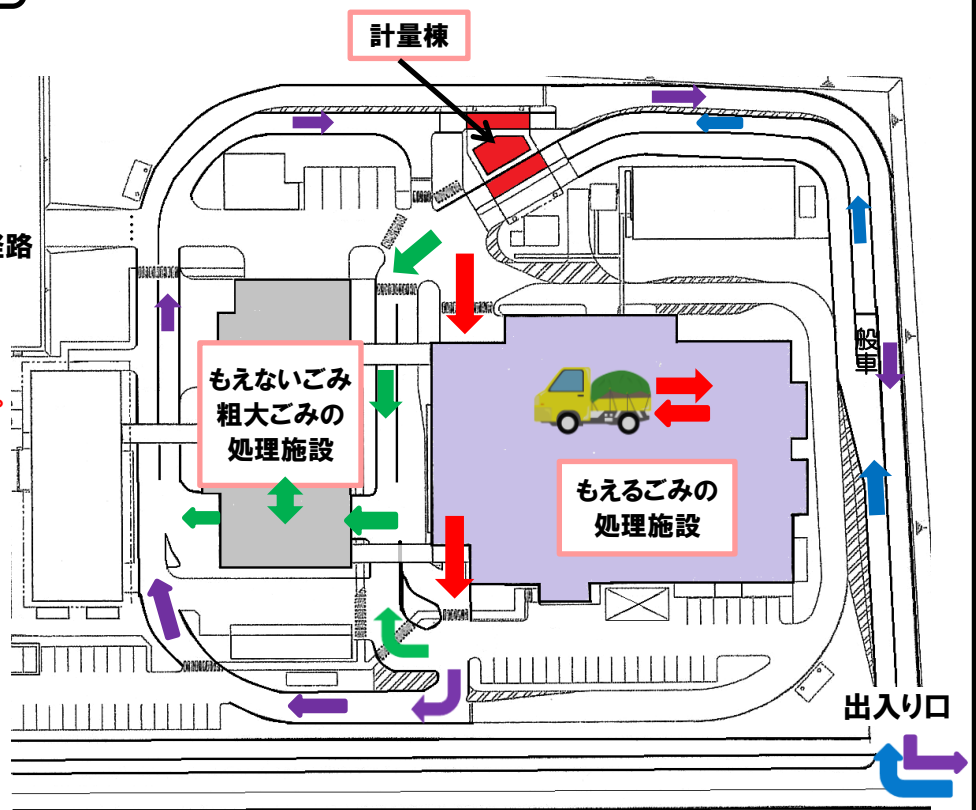 計量棟
経路
もえないごみ
粗大ごみの
処理施設
もえるごみの
処理施設
一般車
出入り口